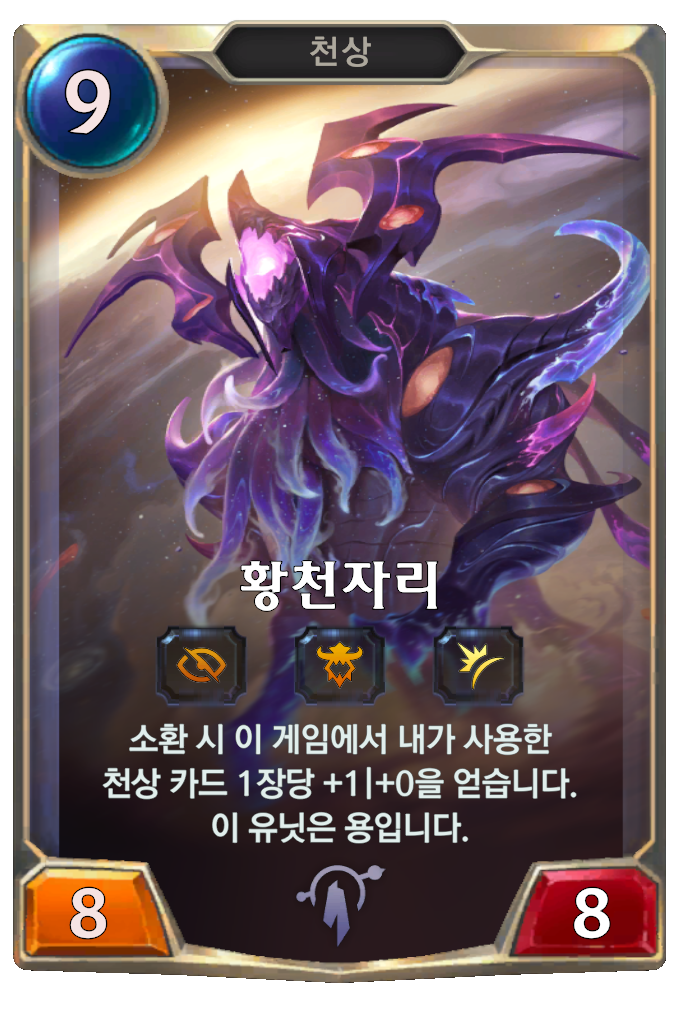 천상
9
황천자리
소환 시 이 게임에서 내가 사용한
천상 카드 1장당 +1|+0을 얻습니다.
이 유닛은 용입니다.
8
8